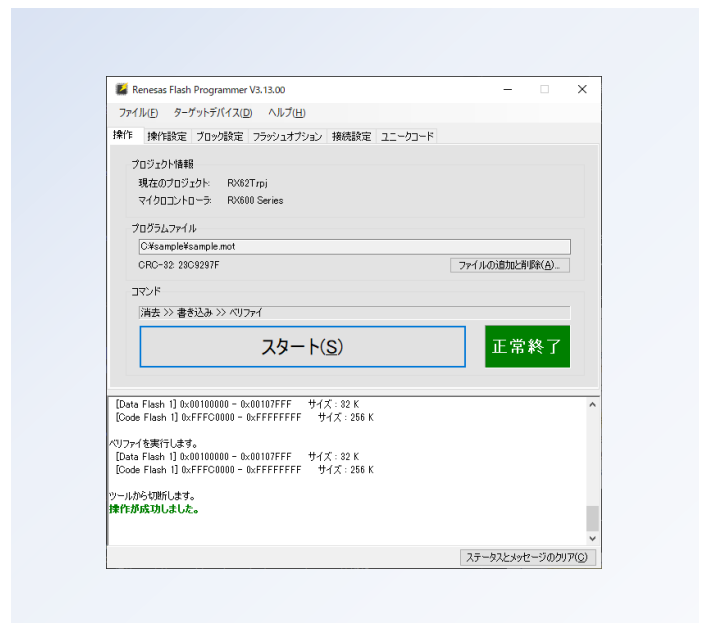 Renesas Flash Programmer V3.13.00
ファイル(F) ターゲットデバイス(D) ヘルプ(H)
操作 操作設定 ブロック設定 フラッシュオプション 接続設定 ユニークコード
プロジェクト情報
現在のプロジェクト: RX62Trpj
マイクロコントローラ: RX600 Series
プログラムファイル
C:¥sample¥sample.mot
CRC-32: 23C9297F ファイルの追加と削除(A)...
コマンド
消去 >> 書き込み >> ベリファイ
スタート(S) 正常終了
[Data Flash 1] 0x00100000 - 0x00107FFF サイズ : 32 K
[Code Flash 1] 0xFFFC0000 - 0xFFFFFFFF サイズ : 256 K
ベリファイを実行します。
[Data Flash 1] 0x00100000 - 0x00107FFF サイズ : 32 K
[Code Flash 1] 0xFFFC0000 - 0xFFFFFFFF サイズ : 256 K
ツールから切断します。
操作が成功しました。
ステータスとメッセージのクリア(C)